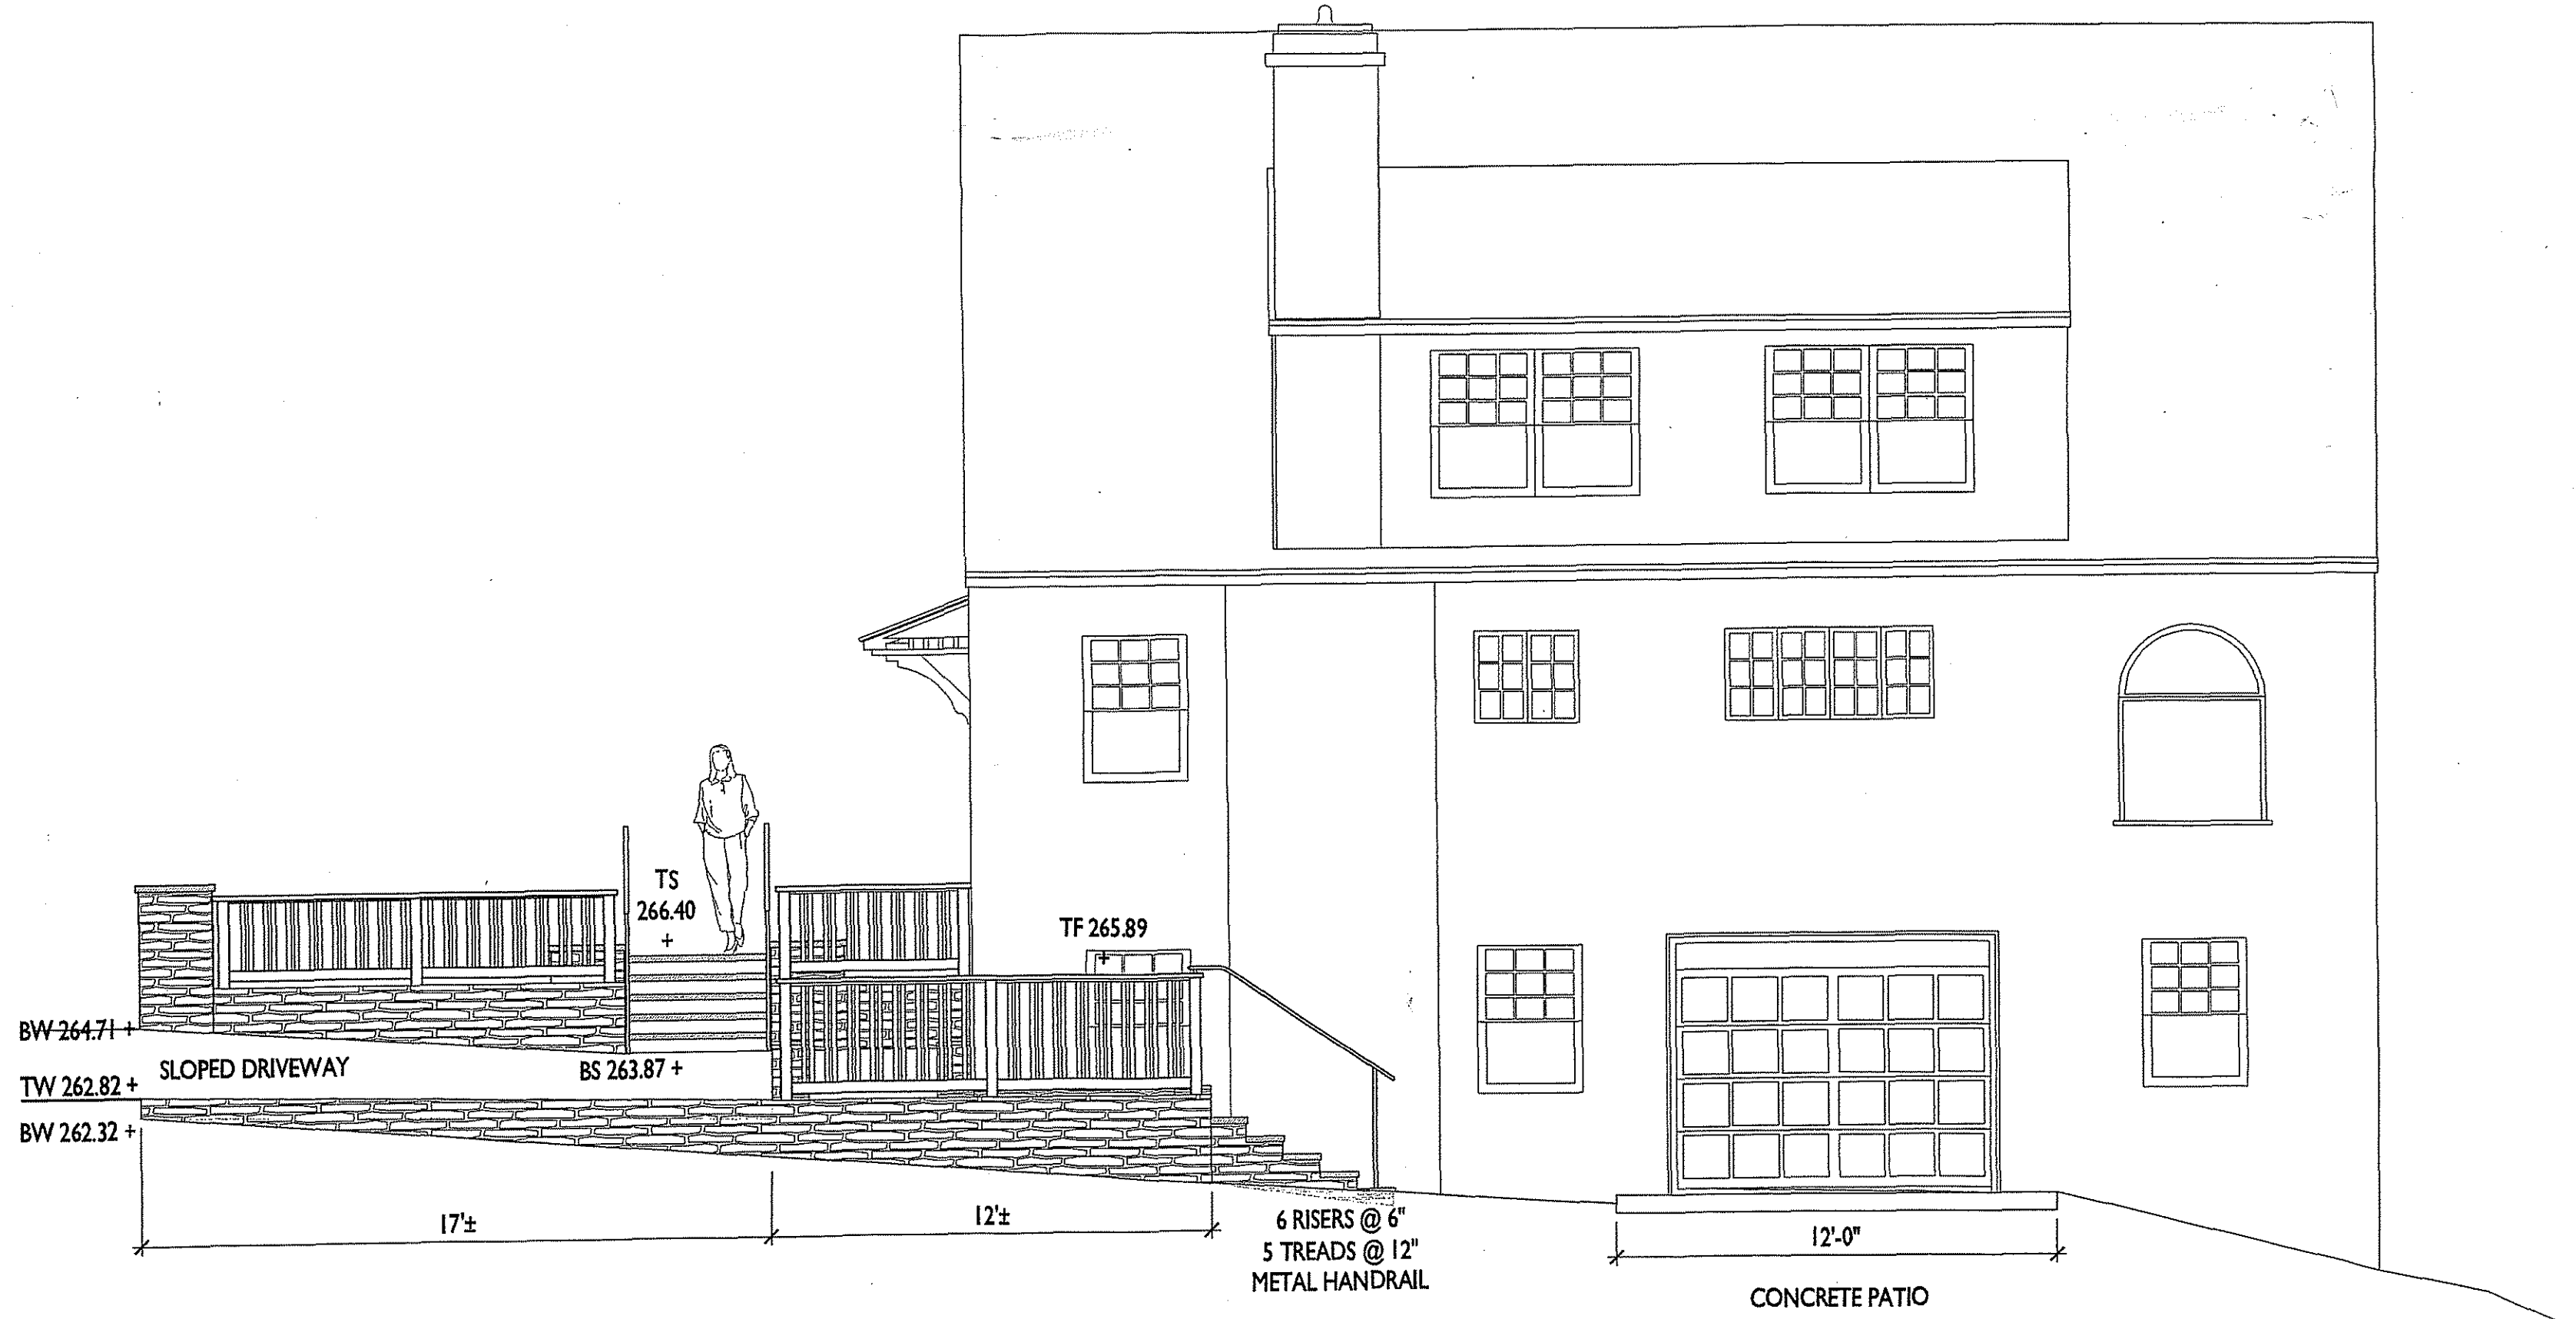 TS
266.40
+
TF 265.89
+
BW 264.71 +
SLOPED DRIVEWAY
BS 263.87 +
TW 262.82 +
BW 262.32 +
17'±
12'±
6 RISERS @ 6"
5 TREADS @ 12"
METAL HANDRAIL
12'-0"
CONCRETE PATIO